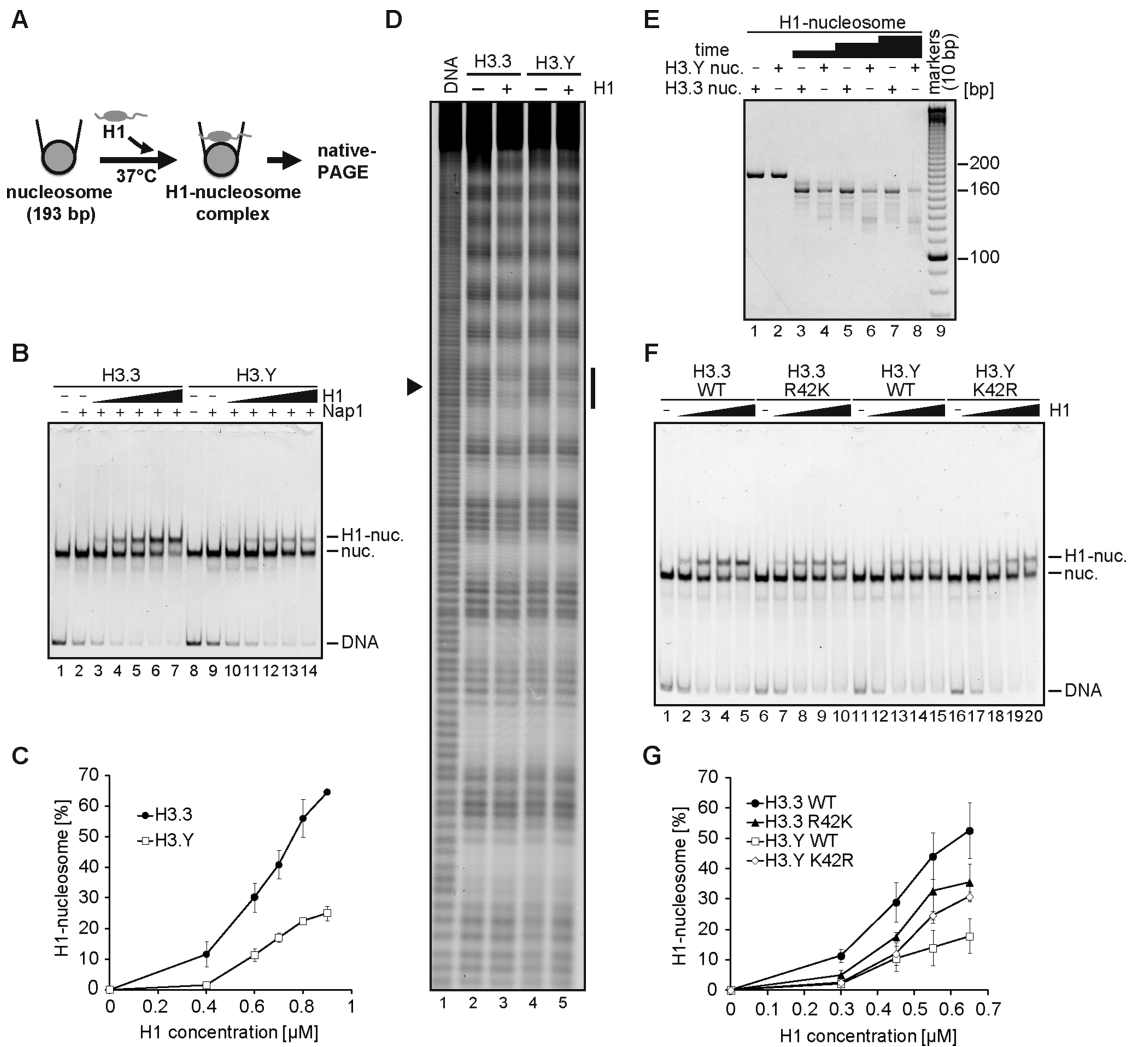 A
H1
37°C
nucleosome
(193 bp)
H1-nucleosome
complex
native-
PAGE
B
H3.3 H3.Y
– – – – H1
– + + + + + + – + + + + + + Nap1
H1-nuc.
nuc.
DNA
1 2 3 4 5 6 7 8 9 10 11 12 13 14
C
70
60
50
40
30
20
10
0
H1-nucleosome [%]
H3.3
H3.Y
0 0.2 0.4 0.6 0.8 1
H1 concentration [µM]
D
DNA
H3.3 H3.Y
– + – + H1
1 2 3 4 5
E
H1-nucleosome
time
H3.Y nuc. – + – + – + – +
H3.3 nuc. + – + – + – + –
markers
(10 bp)
[bp]
200
160
100
1 2 3 4 5 6 7 8 9
F
H3.3 H3.3 H3.Y H3.Y
WT R42K WT K42R
– – – – H1
H1-nuc.
nuc.
DNA
1 2 3 4 5 6 7 8 9 10 11 12 13 14 15 16 17 18 19 20
G
70
60
50
40
30
20
10
0
H1-nucleosome [%]
H3.3 WT
H3.3 R42K
H3.Y WT
H3.Y K42R
0 0.1 0.2 0.3 0.4 0.5 0.6 0.7
H1 concentration [µM]